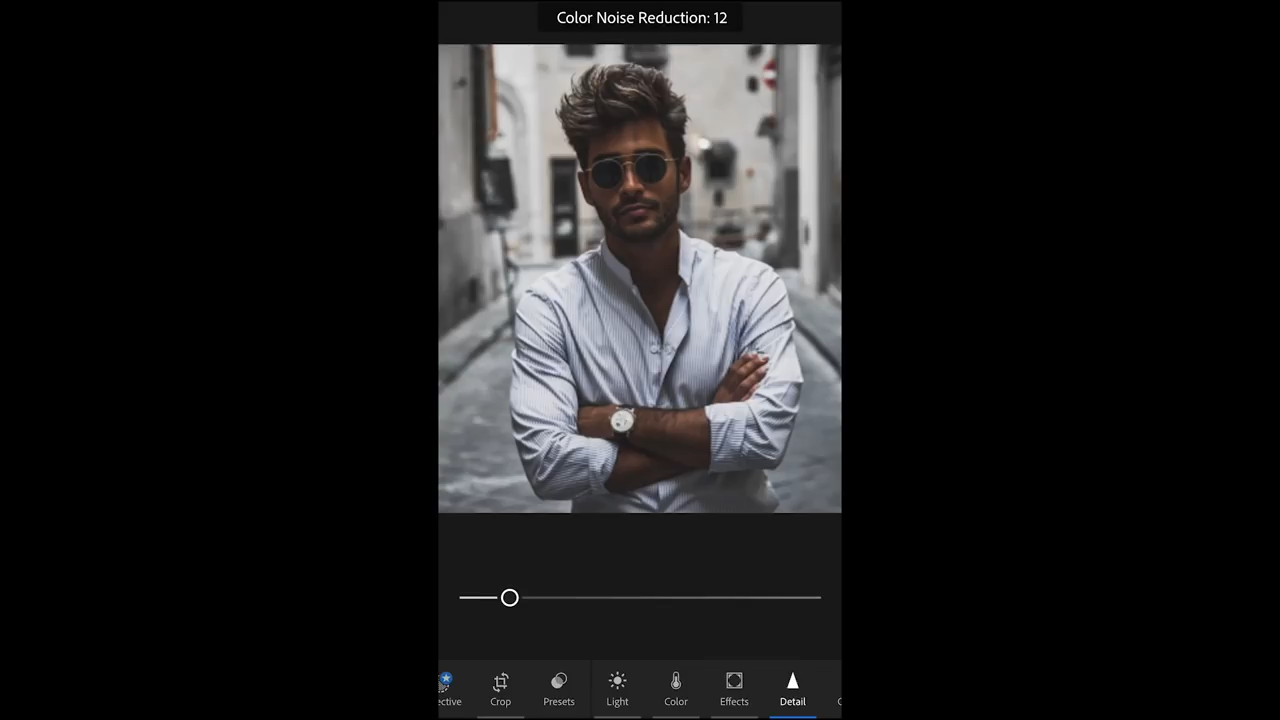 Color Noise Reduction: 12
ective Crop Presets Light Color Effects Detail